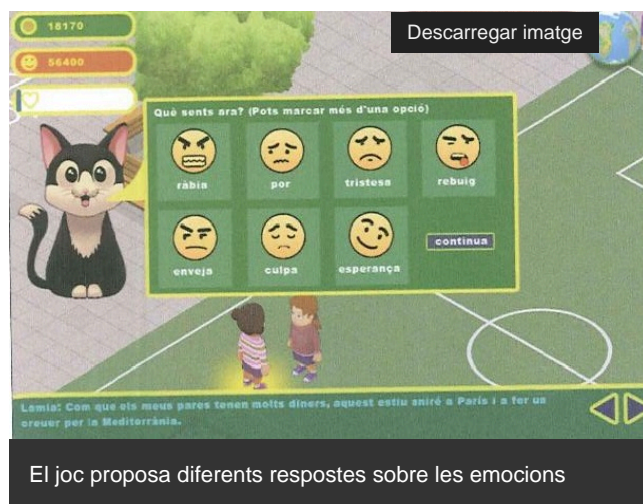 18170
Descarregar imatge
56400
Què sents ara? (Pots marcar més d'una opció)
ràbia
por
tristesa
rebuig
enveja
culpa
esperança
continua
Lamia: Com que els meus pares tenen molts diners, aquest estiu aniré a París i a fer un
creuer per la Mediterrània.
El joc proposa diferents respostes sobre les emocions